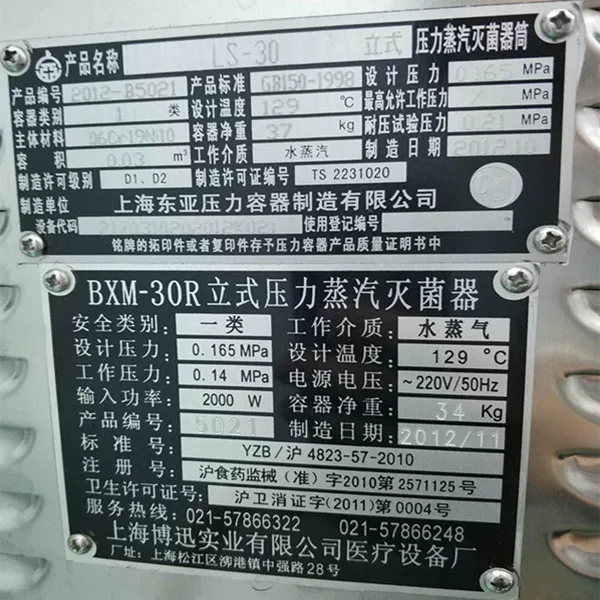 产品名称 LS-30 立式 压力蒸汽灭菌器筒
产品编号 2012-B5021 产品标准 GB150-1998 设计压力 0.165 MPa
容器类别 1 类 设计温度 129 ℃ 最高允许工作压力 / MPa
主体材料 06Cr19Ni10 容器净重 37 kg 耐压试验压力 0.21 MPa
容积 0.03 m³ 工作介质 水蒸汽 制造日期 2012.10
制造许可级别 D1、D2 制造许可证编号 TS 2231020
制造单位 上海东亚压力容器制造有限公司
设备代码 使用登记编号
铭牌的拓印件或者复印件存予压力容器产品质量证明书中
BXM-30R立式压力蒸汽灭菌器
安全类别: 一类 工作介质: 水蒸气
设计压力: 0.165 MPa 设计温度: 129 ℃
工作压力: 0.14 MPa 电源电压: ~220V/50Hz
输入功率: 2000 W 容器净重: 34 Kg
产品编号: 5021 制造日期: 2012/11
标准号: YZB/沪 4823-57-2010
注册号: 沪食药监械(准)字2010第2571125号
卫生许可证号: 沪卫消证字(2011)第0004号
服务热线: 021-57866322 021-57866248
上海博迅实业有限公司医疗设备厂
厂址: 上海松江区泖港镇中强路28号